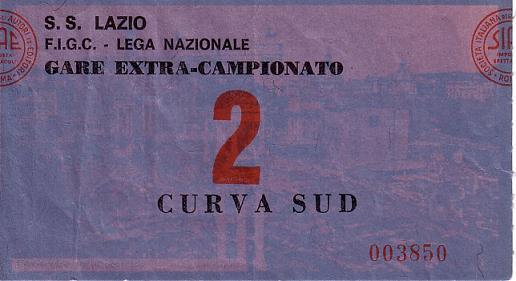 S. S. LAZIO
F.I.G.C. - LEGA NAZIONALE
GARE EXTRA-CAMPIONATO
2
CURVA SUD
003850